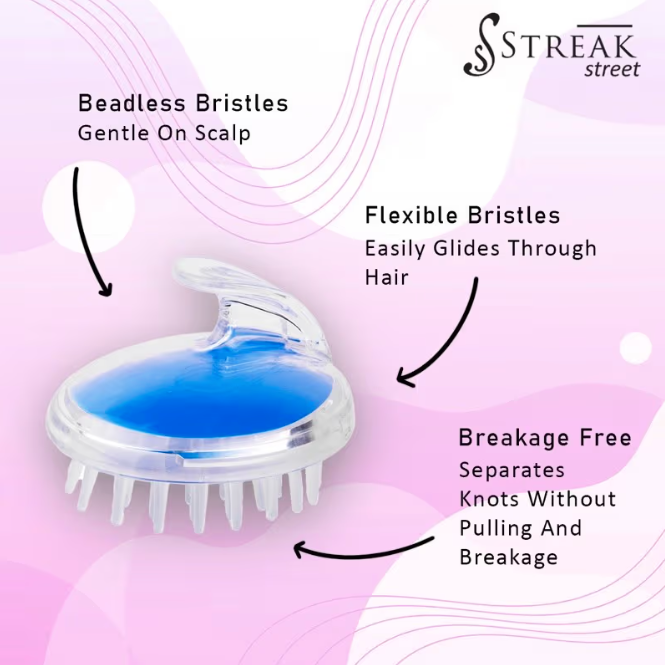 STREAK
street
Beadless Bristles
Gentle On Scalp
Flexible Bristles
Easily Glides Through
Hair
Breakage Free
Separates
Knots Without
Pulling And
Breakage